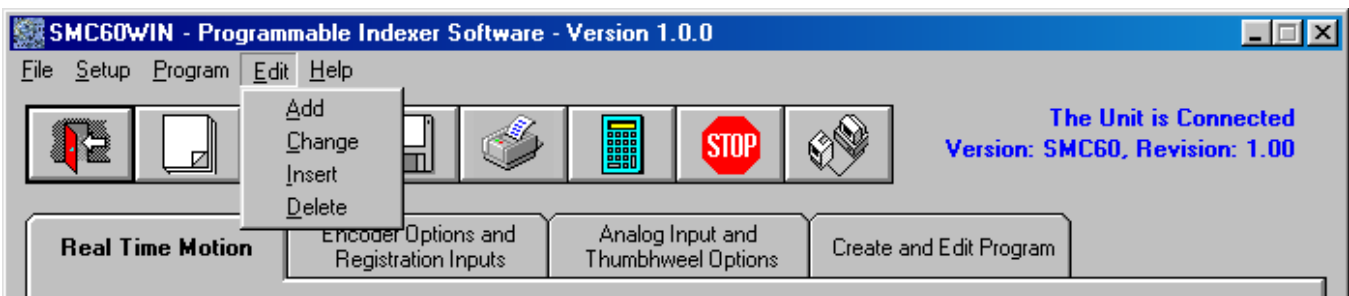 SMC60WIN - Programmable Indexer Software - Version 1.0.0
File Setup Program Edit Help
Add
Change
Insert
Delete
STOP
The Unit is Connected
Version: SMC60, Revision: 1.00
Real Time Motion
Encoder Options and
Registration Inputs
Analog Input and
Thumbhweel Options
Create and Edit Program